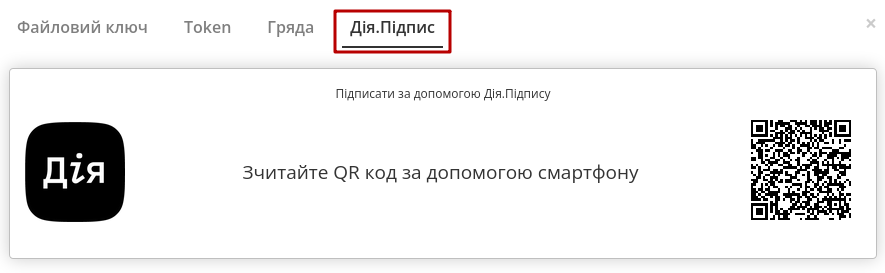 Файловий ключ Token Гряда Дія.Підпис ×
Підписати за допомогою Дія.Підпису
Дія
Зчитайте QR код за допомогою смартфону